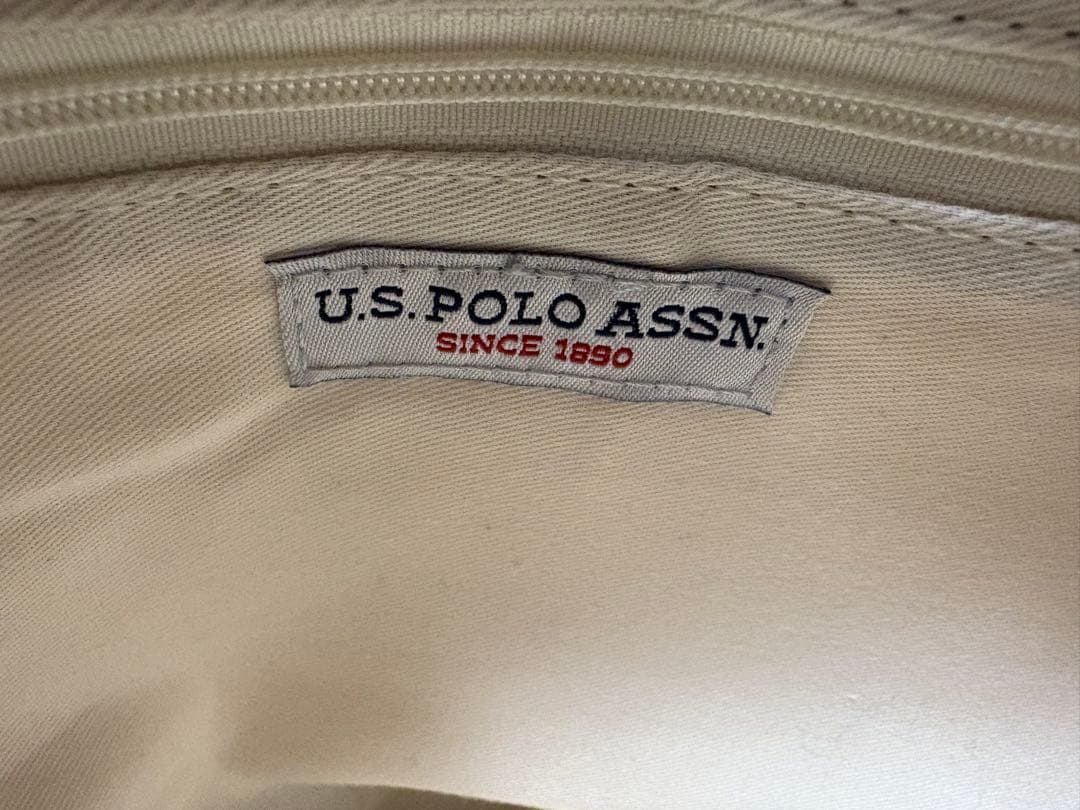 U.S. POLO ASSN.
SINCE 1890